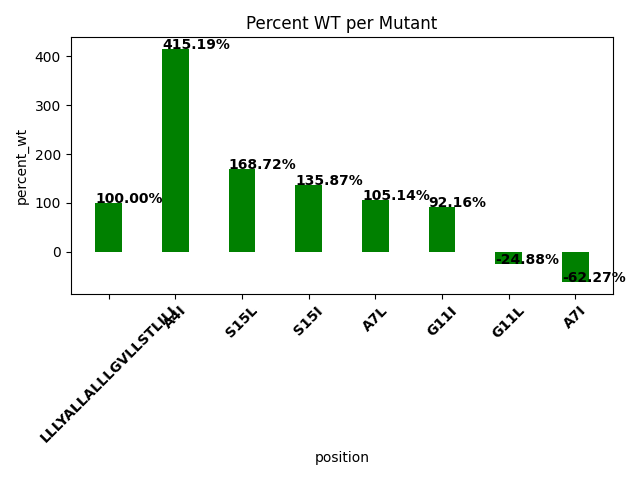 Percent WT per Mutant
415.19%
400
300
200
168.72%
135.87%
100.00%
105.14%
92.16%
100
0
-24.88%
-62.27%
percent_wt
A4I
S15L
S15I
A7L
G11I
G11L
A7I
position